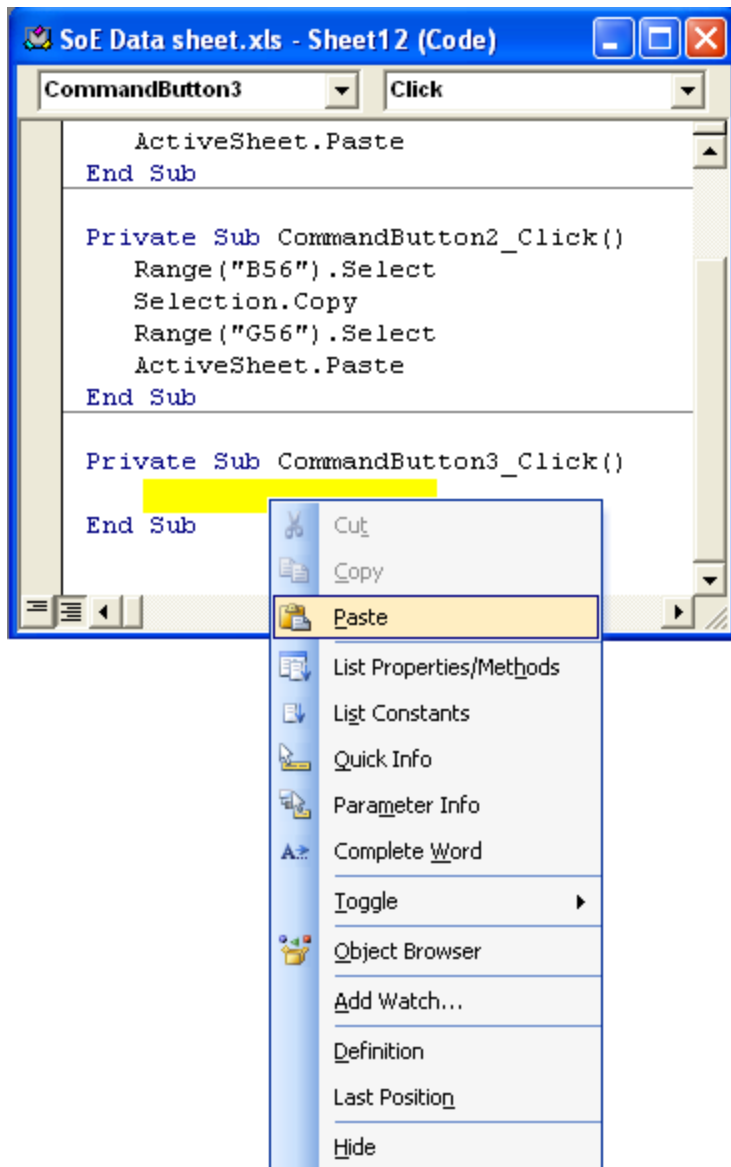 SoE Data sheet.xls - Sheet12 (Code)
CommandButton3 Click
ActiveSheet.Paste
End Sub
Private Sub CommandButton2_Click()
Range("B56").Select
Selection.Copy
Range("G56").Select
ActiveSheet.Paste
End Sub
Private Sub CommandButton3_Click()
End Sub
Cut
Copy
Paste
List Properties/Methods
List Constants
Quick Info
Parameter Info
Complete Word
Toggle
Object Browser
Add Watch...
Definition
Last Position
Hide